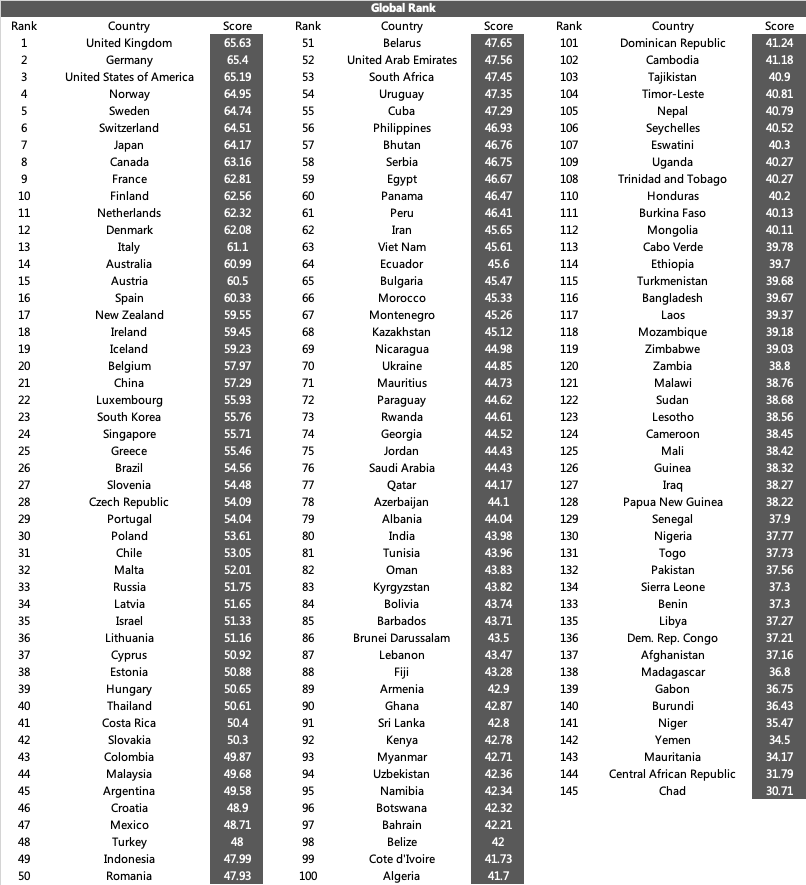 Global Rank
Rank Country Score Rank Country Score Rank Country Score
1 United Kingdom 65.63 51 Belarus 47.65 101 Dominican Republic 41.24
2 Germany 65.4 52 United Arab Emirates 47.56 102 Cambodia 41.18
3 United States of America 65.19 53 South Africa 47.45 103 Tajikistan 40.9
4 Norway 64.95 54 Uruguay 47.35 104 Timor-Leste 40.81
5 Sweden 64.74 55 Cuba 47.29 105 Nepal 40.79
6 Switzerland 64.51 56 Philippines 46.93 106 Seychelles 40.52
7 Japan 64.17 57 Bhutan 46.76 107 Eswatini 40.3
8 Canada 63.16 58 Serbia 46.75 109 Uganda 40.27
9 France 62.81 59 Egypt 46.67 108 Trinidad and Tobago 40.27
10 Finland 62.56 60 Panama 46.47 110 Honduras 40.2
11 Netherlands 62.32 61 Peru 46.41 111 Burkina Faso 40.13
12 Denmark 62.08 62 Iran 45.65 112 Mongolia 40.11
13 Italy 61.1 63 Viet Nam 45.61 113 Cabo Verde 39.78
14 Australia 60.99 64 Ecuador 45.6 114 Ethiopia 39.7
15 Austria 60.5 65 Bulgaria 45.47 115 Turkmenistan 39.68
16 Spain 60.33 66 Morocco 45.33 116 Bangladesh 39.67
17 New Zealand 59.55 67 Montenegro 45.26 117 Laos 39.37
18 Ireland 59.45 68 Kazakhstan 45.12 118 Mozambique 39.18
19 Iceland 59.23 69 Nicaragua 44.98 119 Zimbabwe 39.03
20 Belgium 57.97 70 Ukraine 44.85 120 Zambia 38.8
21 China 57.29 71 Mauritius 44.73 121 Malawi 38.76
22 Luxembourg 55.93 72 Paraguay 44.62 122 Sudan 38.68
23 South Korea 55.76 73 Rwanda 44.61 123 Lesotho 38.56
24 Singapore 55.71 74 Georgia 44.52 124 Cameroon 38.45
25 Greece 55.46 75 Jordan 44.43 125 Mali 38.42
26 Brazil 54.56 76 Saudi Arabia 44.43 126 Guinea 38.32
27 Slovenia 54.48 77 Qatar 44.17 127 Iraq 38.27
28 Czech Republic 54.09 78 Azerbaijan 44.1 128 Papua New Guinea 38.22
29 Portugal 54.04 79 Albania 44.04 129 Senegal 37.9
30 Poland 53.61 80 India 43.98 130 Nigeria 37.77
31 Chile 53.05 81 Tunisia 43.96 131 Togo 37.73
32 Malta 52.01 82 Oman 43.83 132 Pakistan 37.56
33 Russia 51.75 83 Kyrgyzstan 43.82 134 Sierra Leone 37.3
34 Latvia 51.65 84 Bolivia 43.74 133 Benin 37.3
35 Israel 51.33 85 Barbados 43.71 135 Libya 37.27
36 Lithuania 51.16 86 Brunei Darussalam 43.5 136 Dem. Rep. Congo 37.21
37 Cyprus 50.92 87 Lebanon 43.47 137 Afghanistan 37.16
38 Estonia 50.88 88 Fiji 43.28 138 Madagascar 36.8
39 Hungary 50.65 89 Armenia 42.9 139 Gabon 36.75
40 Thailand 50.61 90 Ghana 42.87 140 Burundi 36.43
41 Costa Rica 50.4 91 Sri Lanka 42.8 141 Niger 35.47
42 Slovakia 50.3 92 Kenya 42.78 142 Yemen 34.5
43 Colombia 49.87 93 Myanmar 42.71 143 Mauritania 34.17
44 Malaysia 49.68 94 Uzbekistan 42.36 144 Central African Republic 31.79
45 Argentina 49.58 95 Namibia 42.34 145 Chad 30.71
46 Croatia 48.9 96 Botswana 42.32
47 Mexico 48.71 97 Bahrain 42.21
48 Turkey 48 98 Belize 42
49 Indonesia 47.99 99 Cote d'Ivoire 41.73
50 Romania 47.93 100 Algeria 41.7